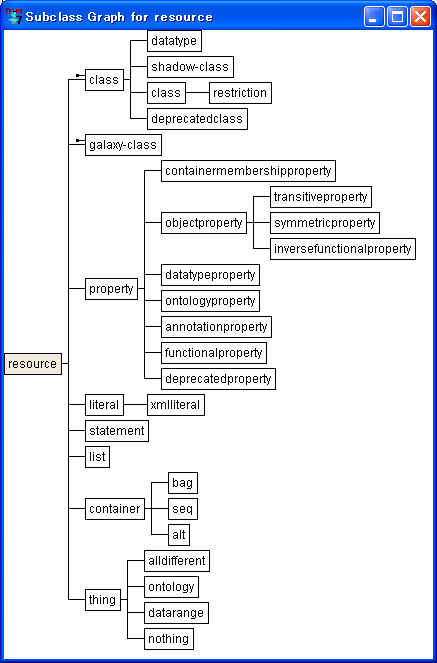 Subclass Graph for resource
datatype
shadow-class
class
class
restriction
deprecatedclass
galaxy-class
containermembershipproperty
transitiveproperty
objectproperty
symmetricproperty
inversefunctionalproperty
datatypeproperty
property
ontologyproperty
annotationproperty
functionalproperty
resource
deprecatedproperty
literal
xmlliteral
statement
list
bag
container
seq
alt
alldifferent
ontology
thing
datarange
nothing